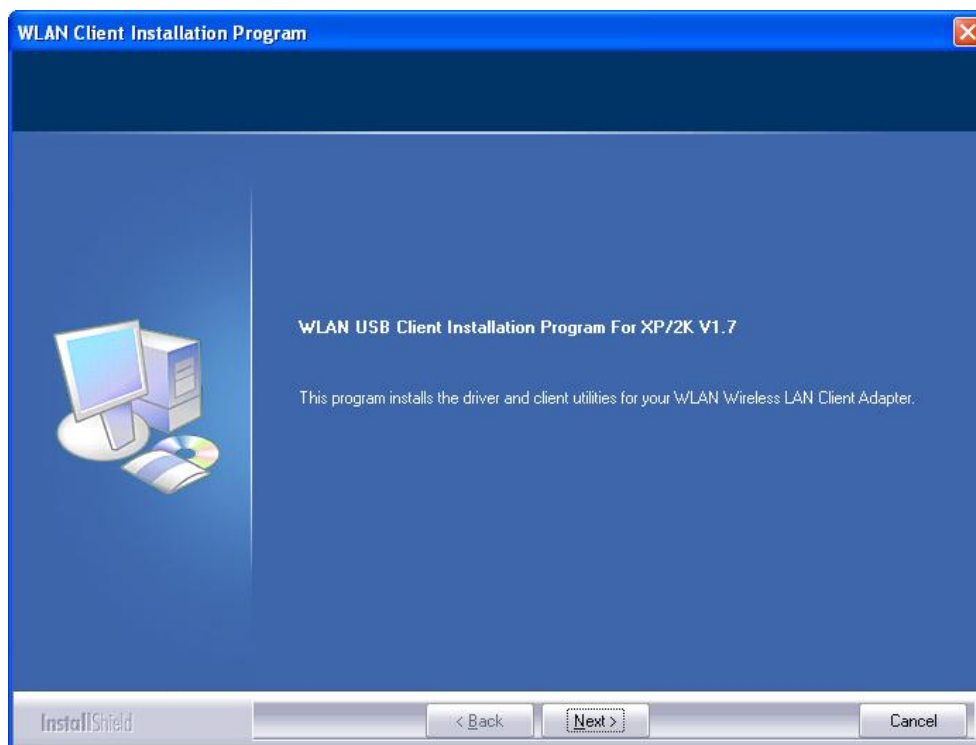 WLAN Client Installation Program
WLAN USB Client Installation Program For XP/2K V1.7
This program installs the driver and client utilities for your WLAN Wireless LAN Client Adapter.
InstallShield
< Back
Next >
Cancel